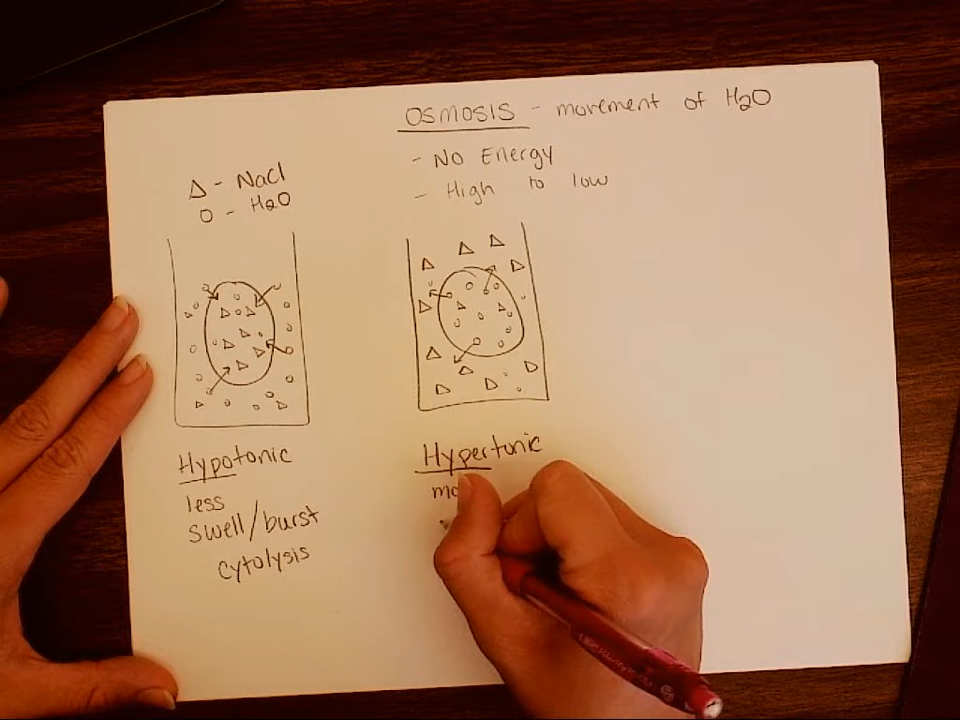 OSMOSIS - movement of H2O
- No Energy
- High to low
Δ - Nacl
O - H2O
Hypotonic
less
swell/burst
cytolysis
Hypertonic